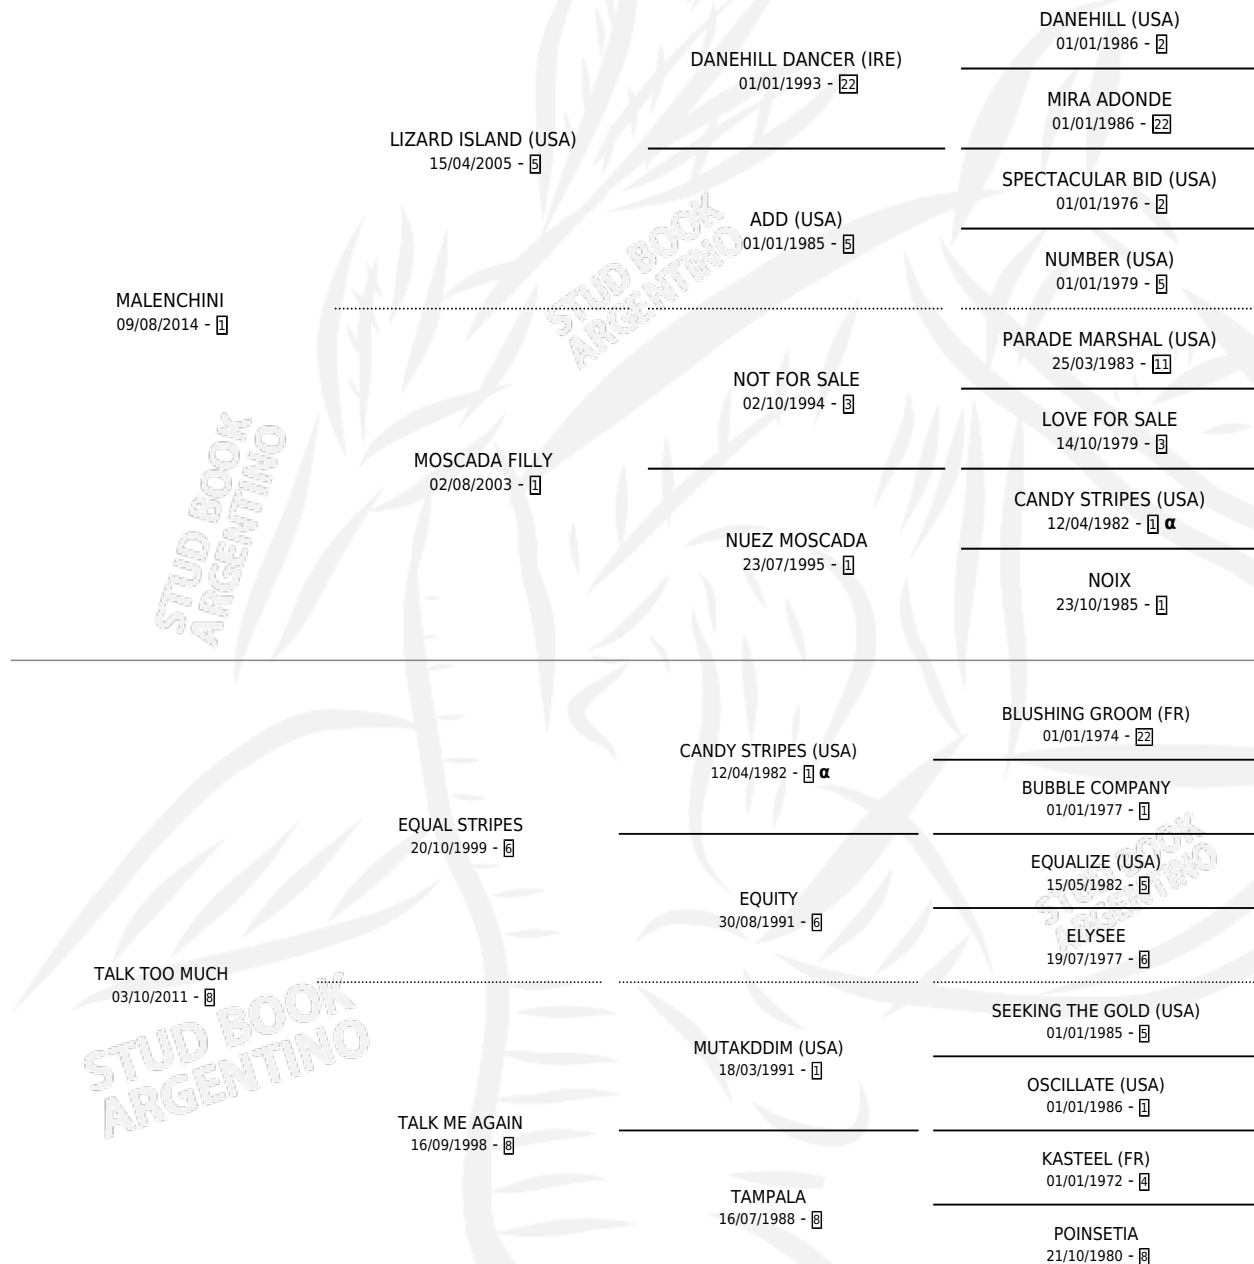 DANEHILL (USA)
01/01/1986 - 2
DANEHILL DANCER (IRE)
01/01/1993 - 22
MIRA ADONDE
01/01/1986 - 22
LIZARD ISLAND (USA)
15/04/2005 - 5
SPECTACULAR BID (USA)
01/01/1976 - 2
ADD (USA)
01/01/1985 - 5
NUMBER (USA)
01/01/1979 - 5
MALENCHINI
09/08/2014 - 1
PARADE MARSHAL (USA)
25/03/1983 - 11
NOT FOR SALE
02/10/1994 - 3
LOVE FOR SALE
14/10/1979 - 3
MOSCADA FILLY
02/08/2003 - 1
CANDY STRIPES (USA)
12/04/1982 - 1 α
NUEZ MOSCADA
23/07/1995 - 1
NOIX
23/10/1985 - 1
BLUSHING GROOM (FR)
01/01/1974 - 22
CANDY STRIPES (USA)
12/04/1982 - 1 α
BUBBLE COMPANY
01/01/1977 - 1
EQUAL STRIPES
20/10/1999 - 6
EQUALIZE (USA)
15/05/1982 - 5
EQUITY
30/08/1991 - 6
ELYSEE
19/07/1977 - 6
TALK TOO MUCH
03/10/2011 - 8
SEEKING THE GOLD (USA)
01/01/1985 - 5
MUTAKDDIM (USA)
18/03/1991 - 1
OSCILLATE (USA)
01/01/1986 - 1
TALK ME AGAIN
16/09/1998 - 8
KASTEEL (FR)
01/01/1972 - 4
TAMPALA
16/07/1988 - 8
POINSETIA
21/10/1980 - 8
STUD BOOK
ARGENTINO
STUD BOOK
ARGENTINO
STUD BOOK
ARGENTINO
STUD BOOK
ARGENTINO